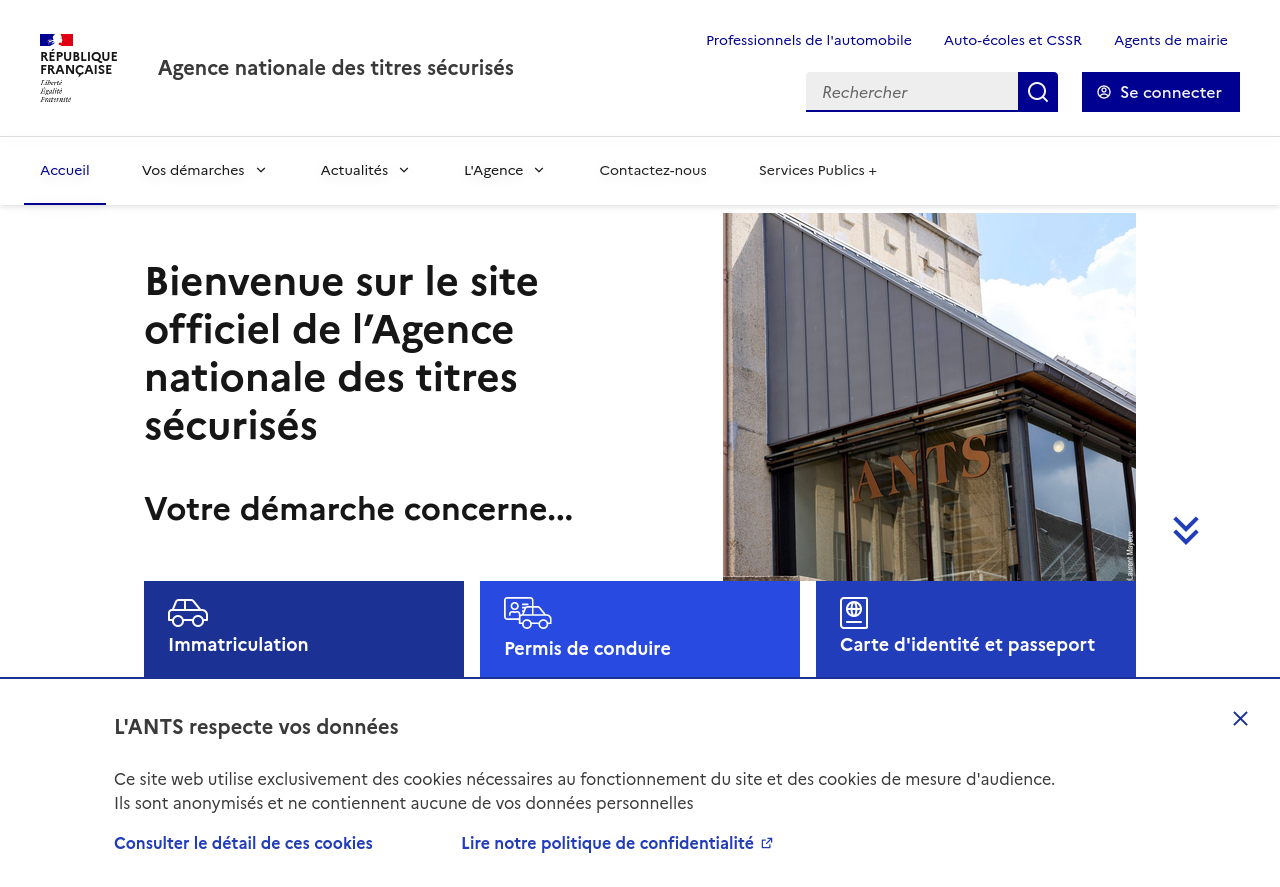 RÉPUBLIQUE
FRANÇAISE
Liberté
Égalité
Fraternité
Agence nationale des titres sécurisés
Professionnels de l'automobile
Auto-écoles et CSSR
Agents de mairie
Rechercher
Se connecter
Accueil
Vos démarches
Actualités
L'Agence
Contactez-nous
Services Publics +
Bienvenue sur le site
officiel de l’Agence
nationale des titres
sécurisés
Votre démarche concerne...
ANTS
Laurent Mayeux
Immatriculation
Permis de conduire
Carte d'identité et passeport
L'ANTS respecte vos données
Ce site web utilise exclusivement des cookies nécessaires au fonctionnement du site et des cookies de mesure d'audience.
Ils sont anonymisés et ne contiennent aucune de vos données personnelles
Consulter le détail de ces cookies
Lire notre politique de confidentialité